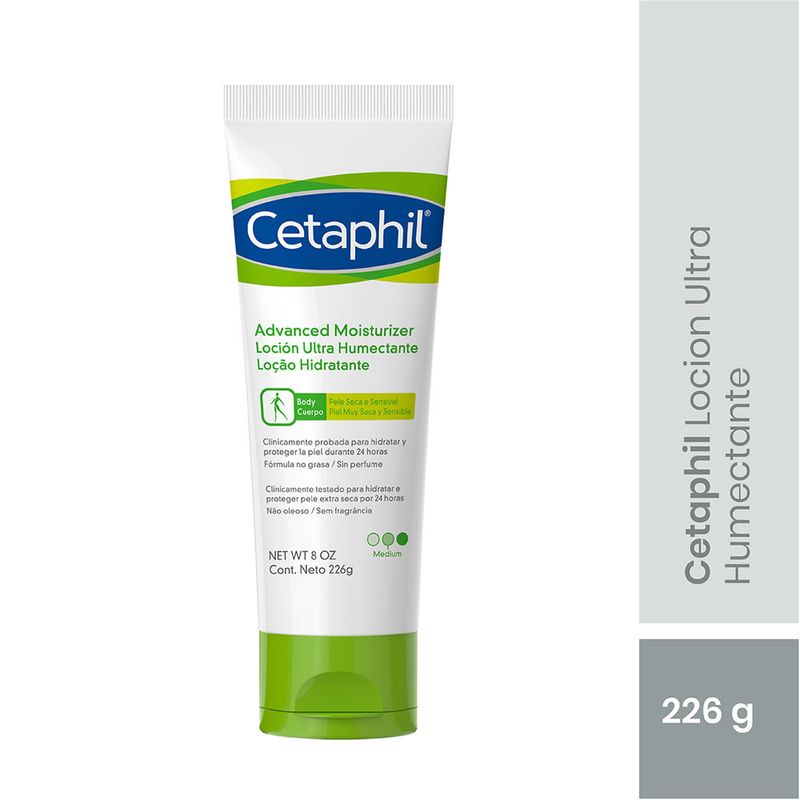 Cetaphil®
Advanced Moisturizer
Loción Ultra Humectante
Loção Hidratante
Body
Cuerpo
Pele Seca e Sensível
Piel Muy Seca y Sensible
Clínicamente probada para hidratar y
proteger la piel durante 24 horas
Fórmula no grasa / Sin perfume
Clinicamente testado para hidratar e
proteger pele extra seca por 24 horas
Não oleoso / Sem fragrância
Medium
NET WT 8 OZ
Cont. Neto 226g
Cetaphil Locion Ultra
Humectante
226 g